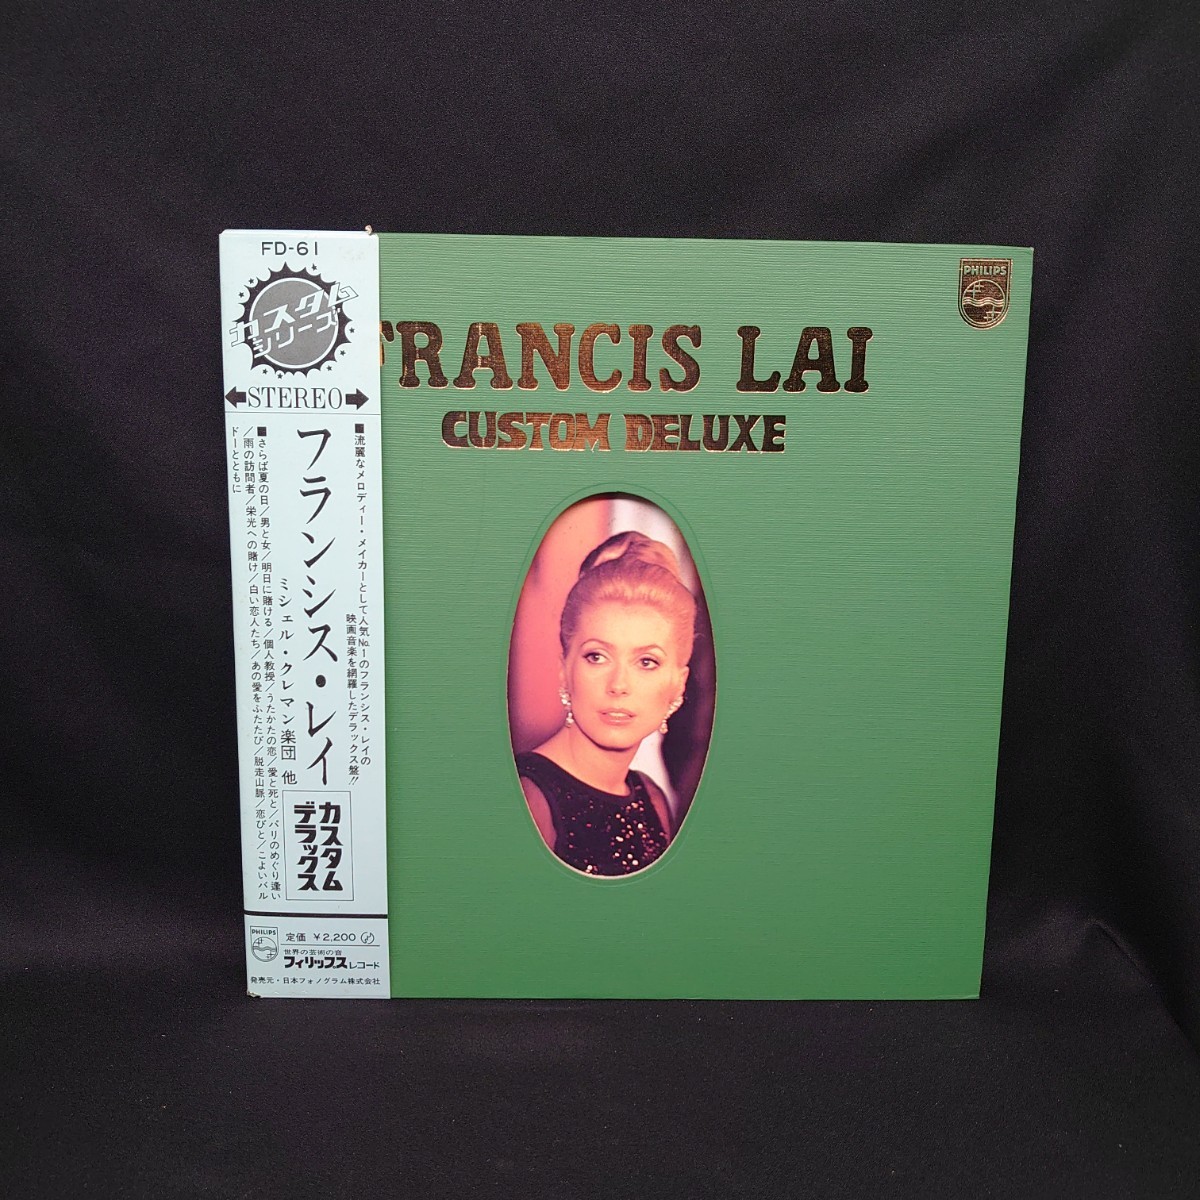 FD-61
カスタム
シリーズ
STEREO
■流麗なメロディー・メイカーとして人気No.1のフランシス・レイの
映画音楽を網羅したデラックス盤!!
フランシス・レイ
ミシェル・クレマン楽団 他
■さらば夏の日/男と女/明日に賭ける/個人教授/うたかたの恋/愛と死と/パリのめぐり逢い
/雨の訪問者/栄光への賭け/白い恋人たち/あの愛をふたたび/脱走山脈/恋びと/こよいバル
ドーとともに
カスタム
デラックス
PHILIPS
定価 ¥2,200
世界の芸術の音
フィリップスレコード
発売元・日本フォノグラム株式会社
PHILIPS
FRANCIS LAI
CUSTOM DELUXE